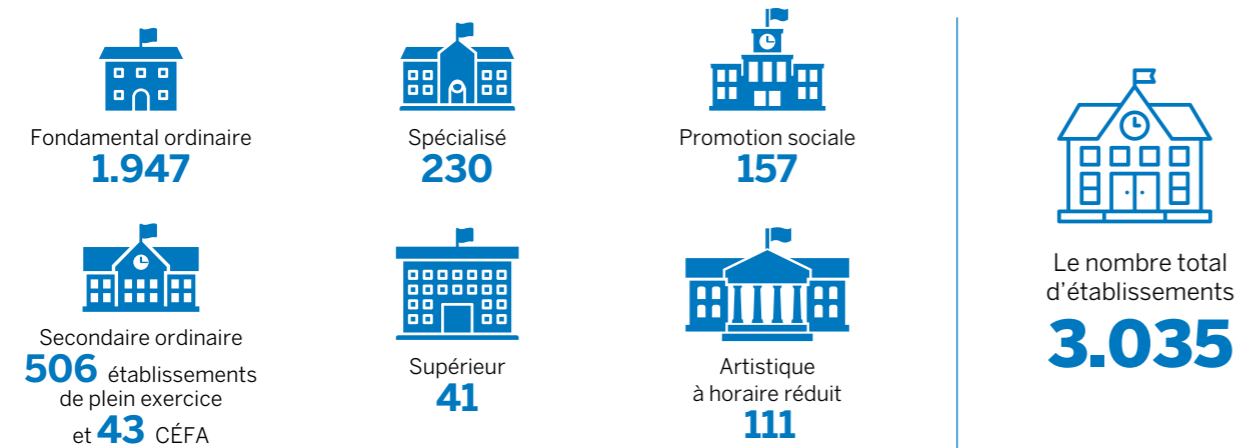 Fondamental ordinaire
1.947
Spécialisé
230
Promotion sociale
157
Secondaire ordinaire
506 établissements
de plein exercice
et 43 CÉFA
Supérieur
41
Artistique
à horaire réduit
111
Le nombre total
d'établissements
3.035